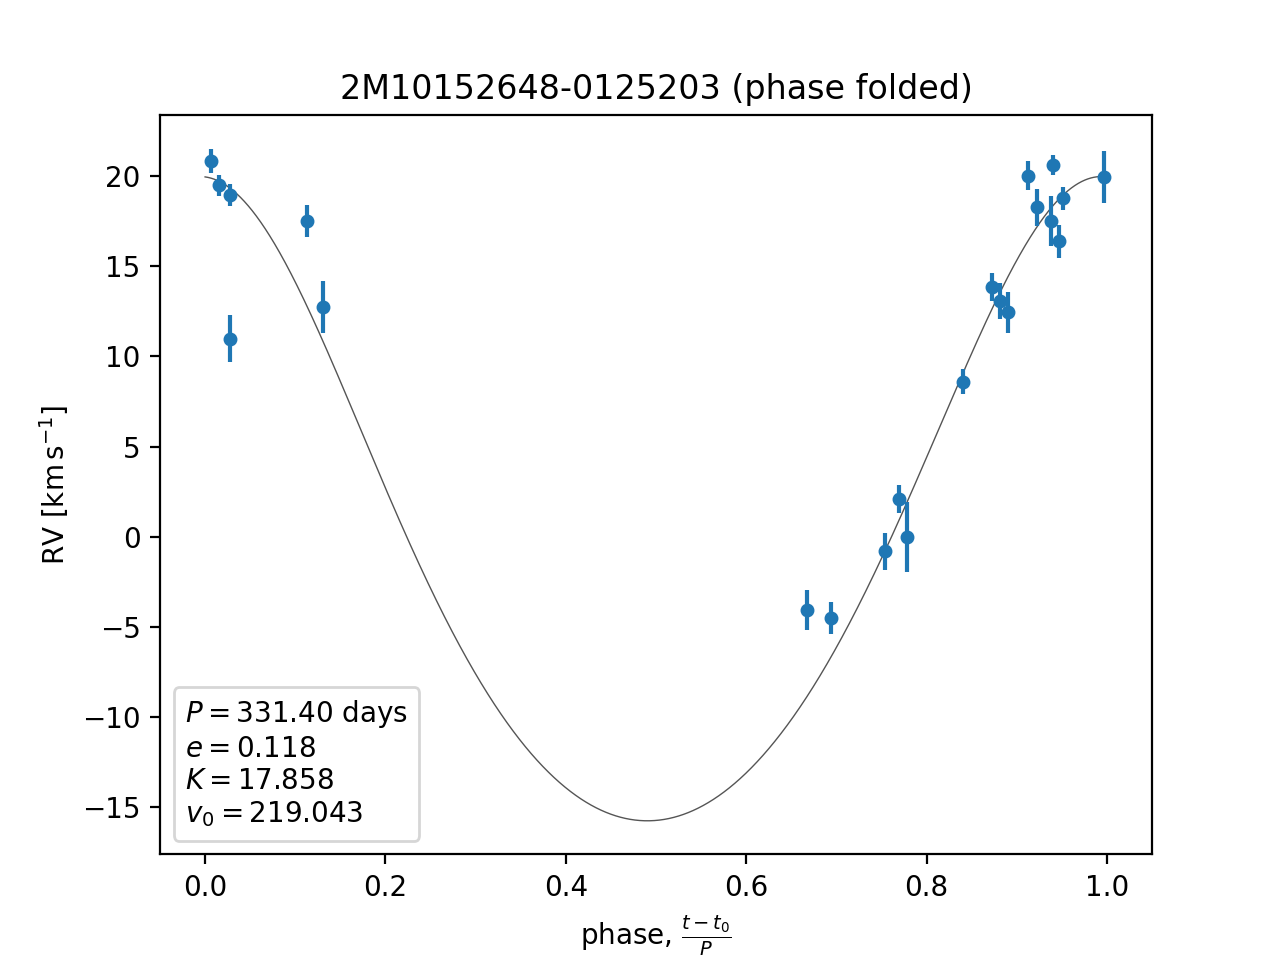 2M10152648-0125203 (phase folded)
RV [km s⁻¹]
20
15
10
5
0
−5
−10
−15
P = 331.40 days
e = 0.118
K = 17.858
v₀ = 219.043
0.0 0.2 0.4 0.6 0.8 1.0
phase, (t − t₀)/P